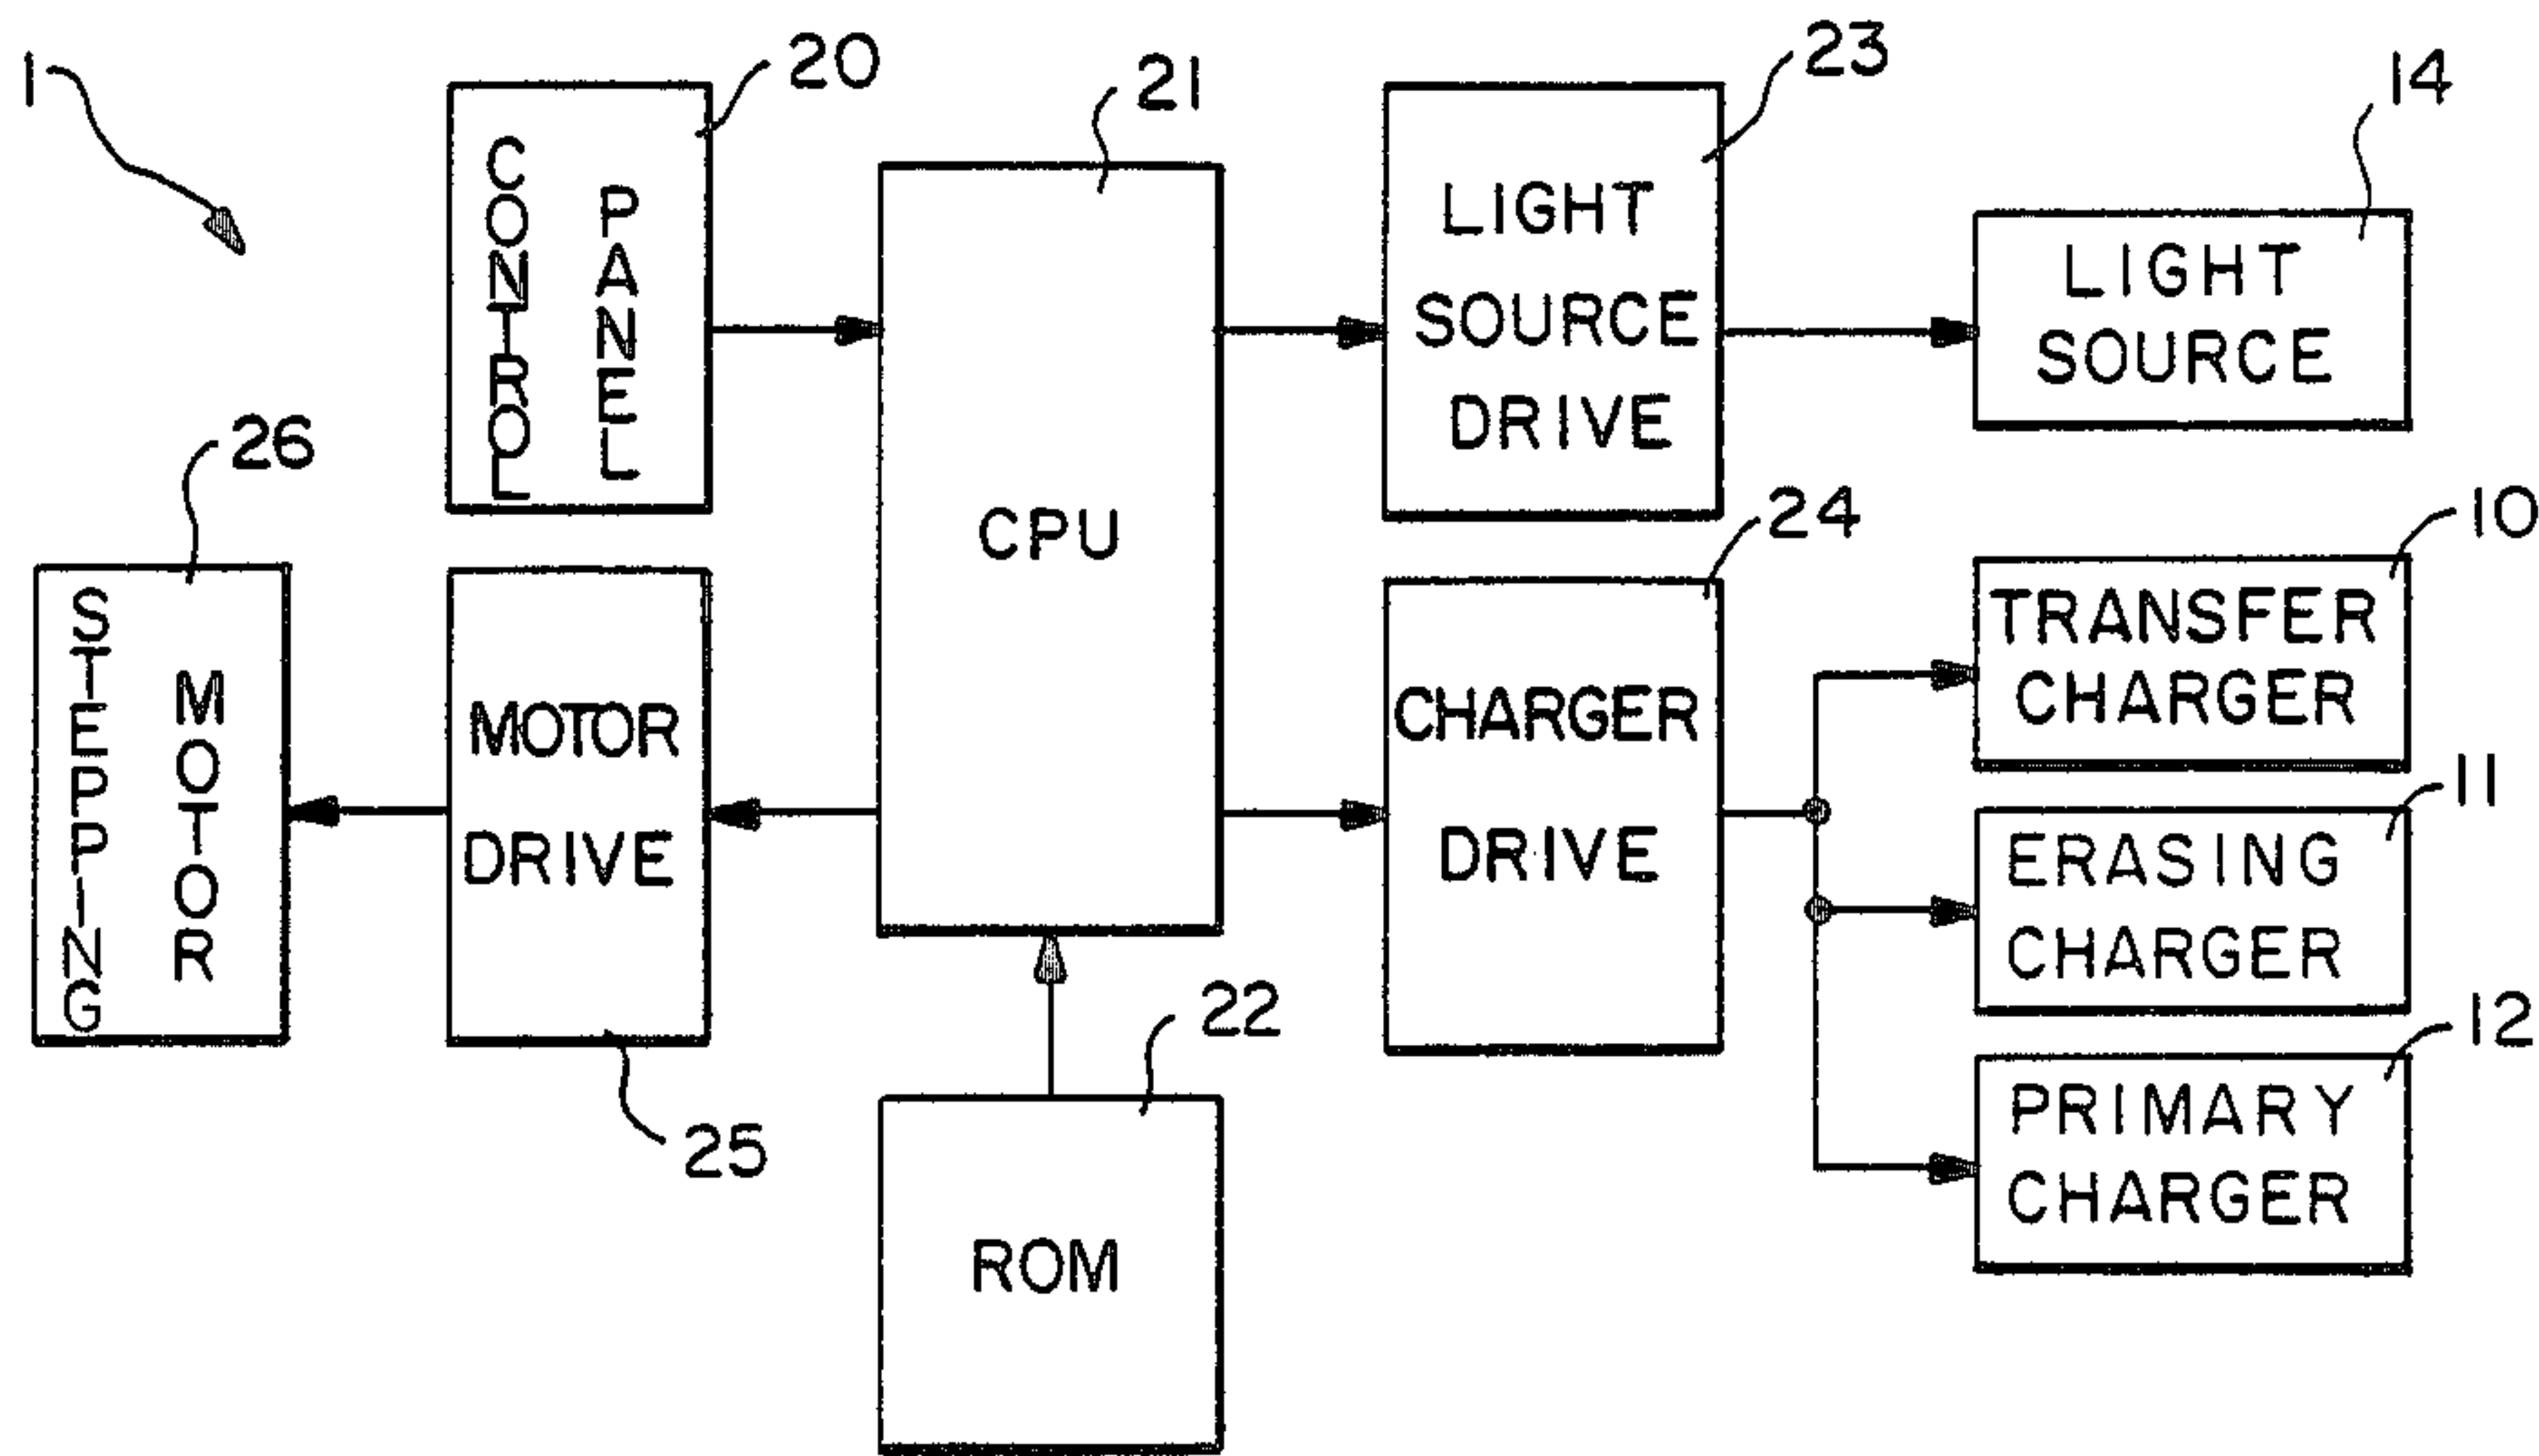 1
20
CONTROL
PANEL
21
CPU
23
LIGHT
SOURCE
DRIVE
14
LIGHT
SOURCE
26
STEPPING
MOTOR
MOTOR
DRIVE
25
24
CHARGER
DRIVE
10
TRANSFER
CHARGER
11
ERASING
CHARGER
12
PRIMARY
CHARGER
22
ROM